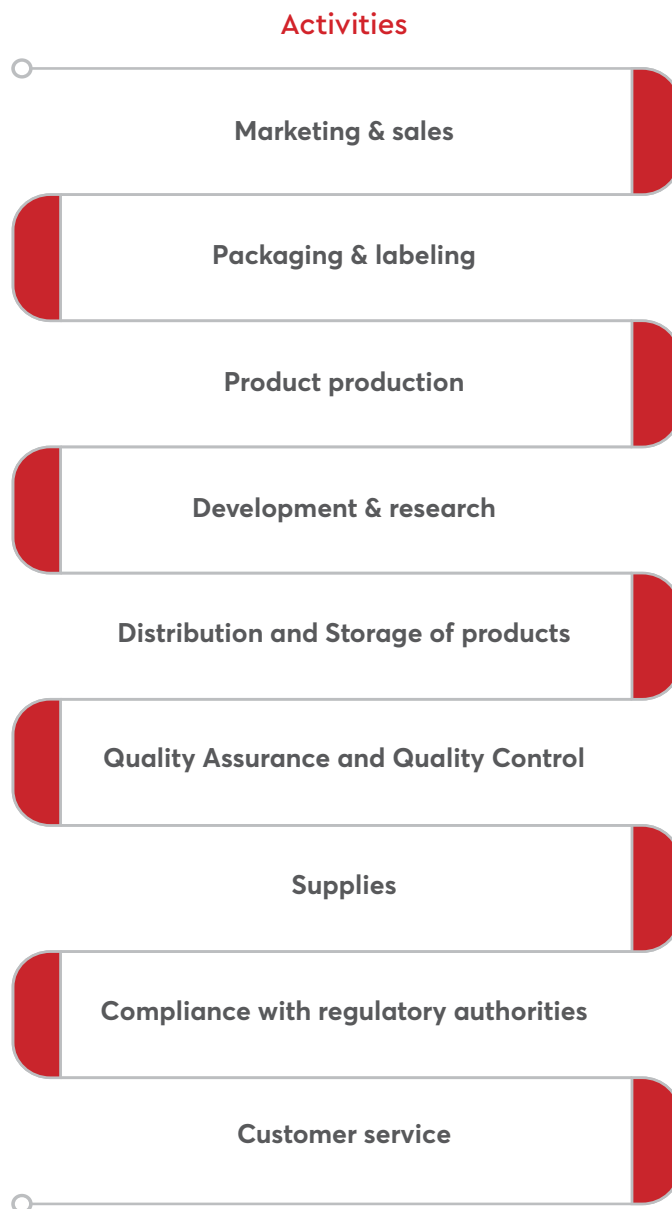 Activities
Marketing & sales
Packaging & labeling
Product production
Development & research
Distribution and Storage of products
Quality Assurance and Quality Control
Supplies
Compliance with regulatory authorities
Customer service